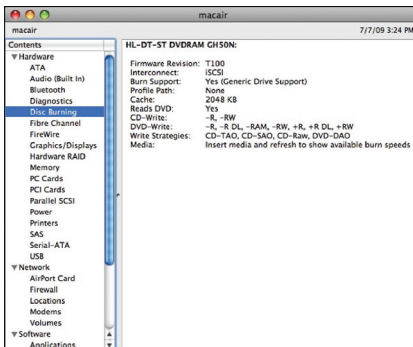 macair
macair
7/7/09 3:24 PM
Contents
Hardware
ATA
Audio (Built In)
Bluetooth
Diagnostics
Disc Burning
Fibre Channel
FireWire
Graphics/Displays
Hardware RAID
Memory
PC Cards
PCI Cards
Parallel SCSI
Power
Printers
SAS
Serial-ATA
USB
Network
AirPort Card
Firewall
Locations
Modems
Volumes
Software
Applications
HL-DT-ST DVDRAM GH50N:
Firmware Revision: T100
Interconnect: iSCSI
Burn Support: Yes (Generic Drive Support)
Profile Path: None
Cache: 2048 KB
Reads DVD: Yes
CD-Write: -R, -RW
DVD-Write: -R, -R DL, -RAM, -RW, +R, +R DL, +RW
Write Strategies: CD-TAO, CD-SAO, CD-Raw, DVD-DAO
Media: Insert media and refresh to show available burn speeds